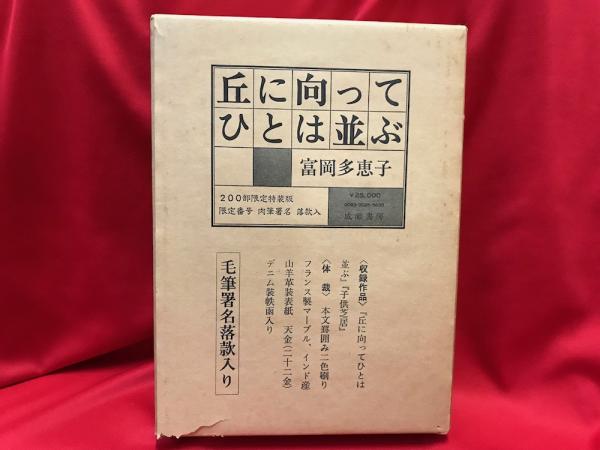 丘に向って
ひとは並ぶ
富岡多恵子
200部限定特装版
限定番号 肉筆署名 落款入
￥25,000
成瀬書房
〈収録作品〉『丘に向ってひとは
並ぶ』『子供芝居』
〈体 裁〉 本文罫囲み二色刷り
フランス製マーブル、インド産
山羊革装表紙 天金(二十二金)
デニム装帙函入り
毛筆署名落款入り